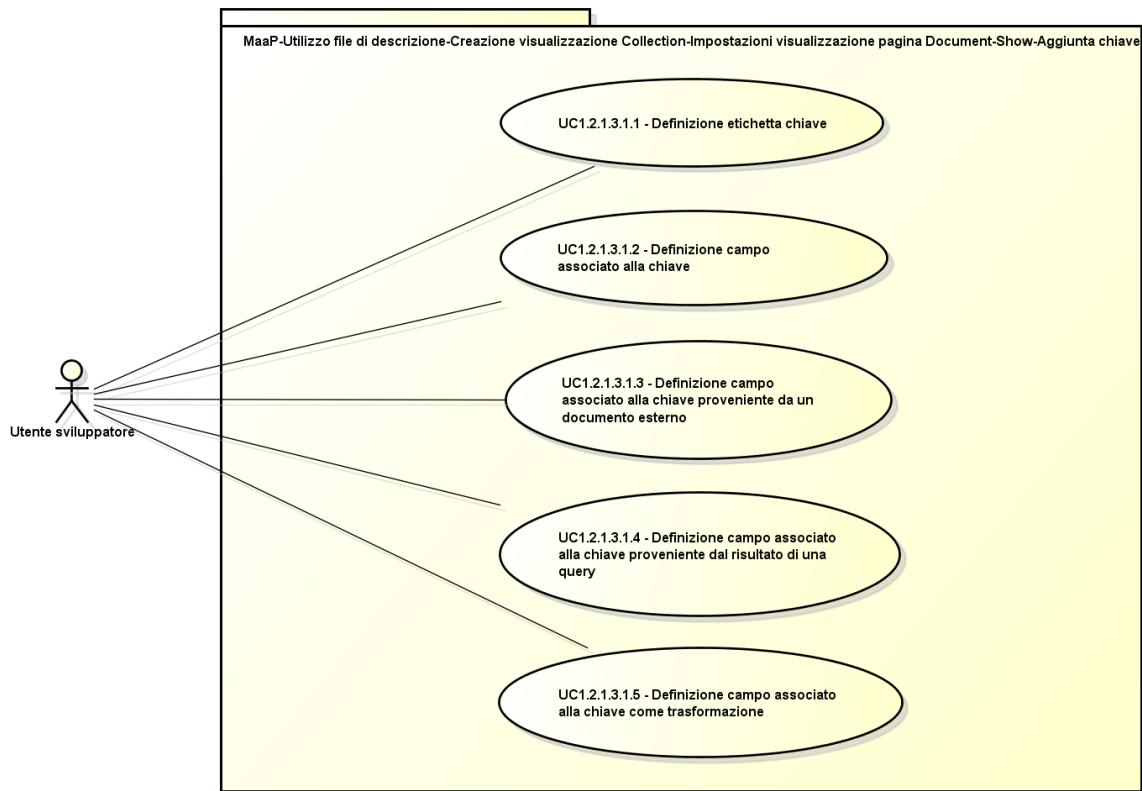 MaaP-Utilizzo file di descrizione-Creazione visualizzazione Collection-Impostazioni visualizzazione pagina Document-Show-Aggiunta chiave
UC1.2.1.3.1.1 - Definizione etichetta chiave
UC1.2.1.3.1.2 - Definizione campo
associato alla chiave
UC1.2.1.3.1.3 - Definizione campo
associato alla chiave proveniente da un
documento esterno
Utente sviluppatore
UC1.2.1.3.1.4 - Definizione campo associato
alla chiave proveniente dal risultato di una
query
UC1.2.1.3.1.5 - Definizione campo associato
alla chiave come trasformazione